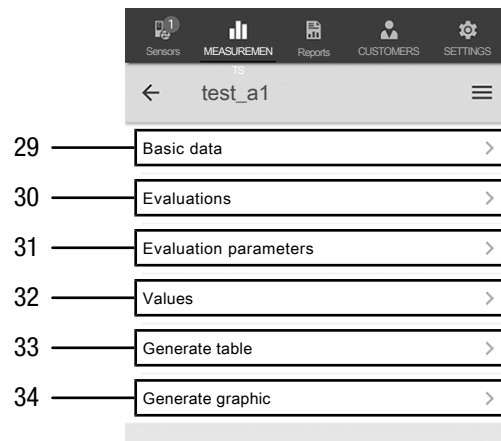 1
Sensors MEASUREMEN Reports CUSTOMERS SETTINGS
TS
test_a1
29 Basic data
30 Evaluations
31 Evaluation parameters
32 Values
33 Generate table
34 Generate graphic